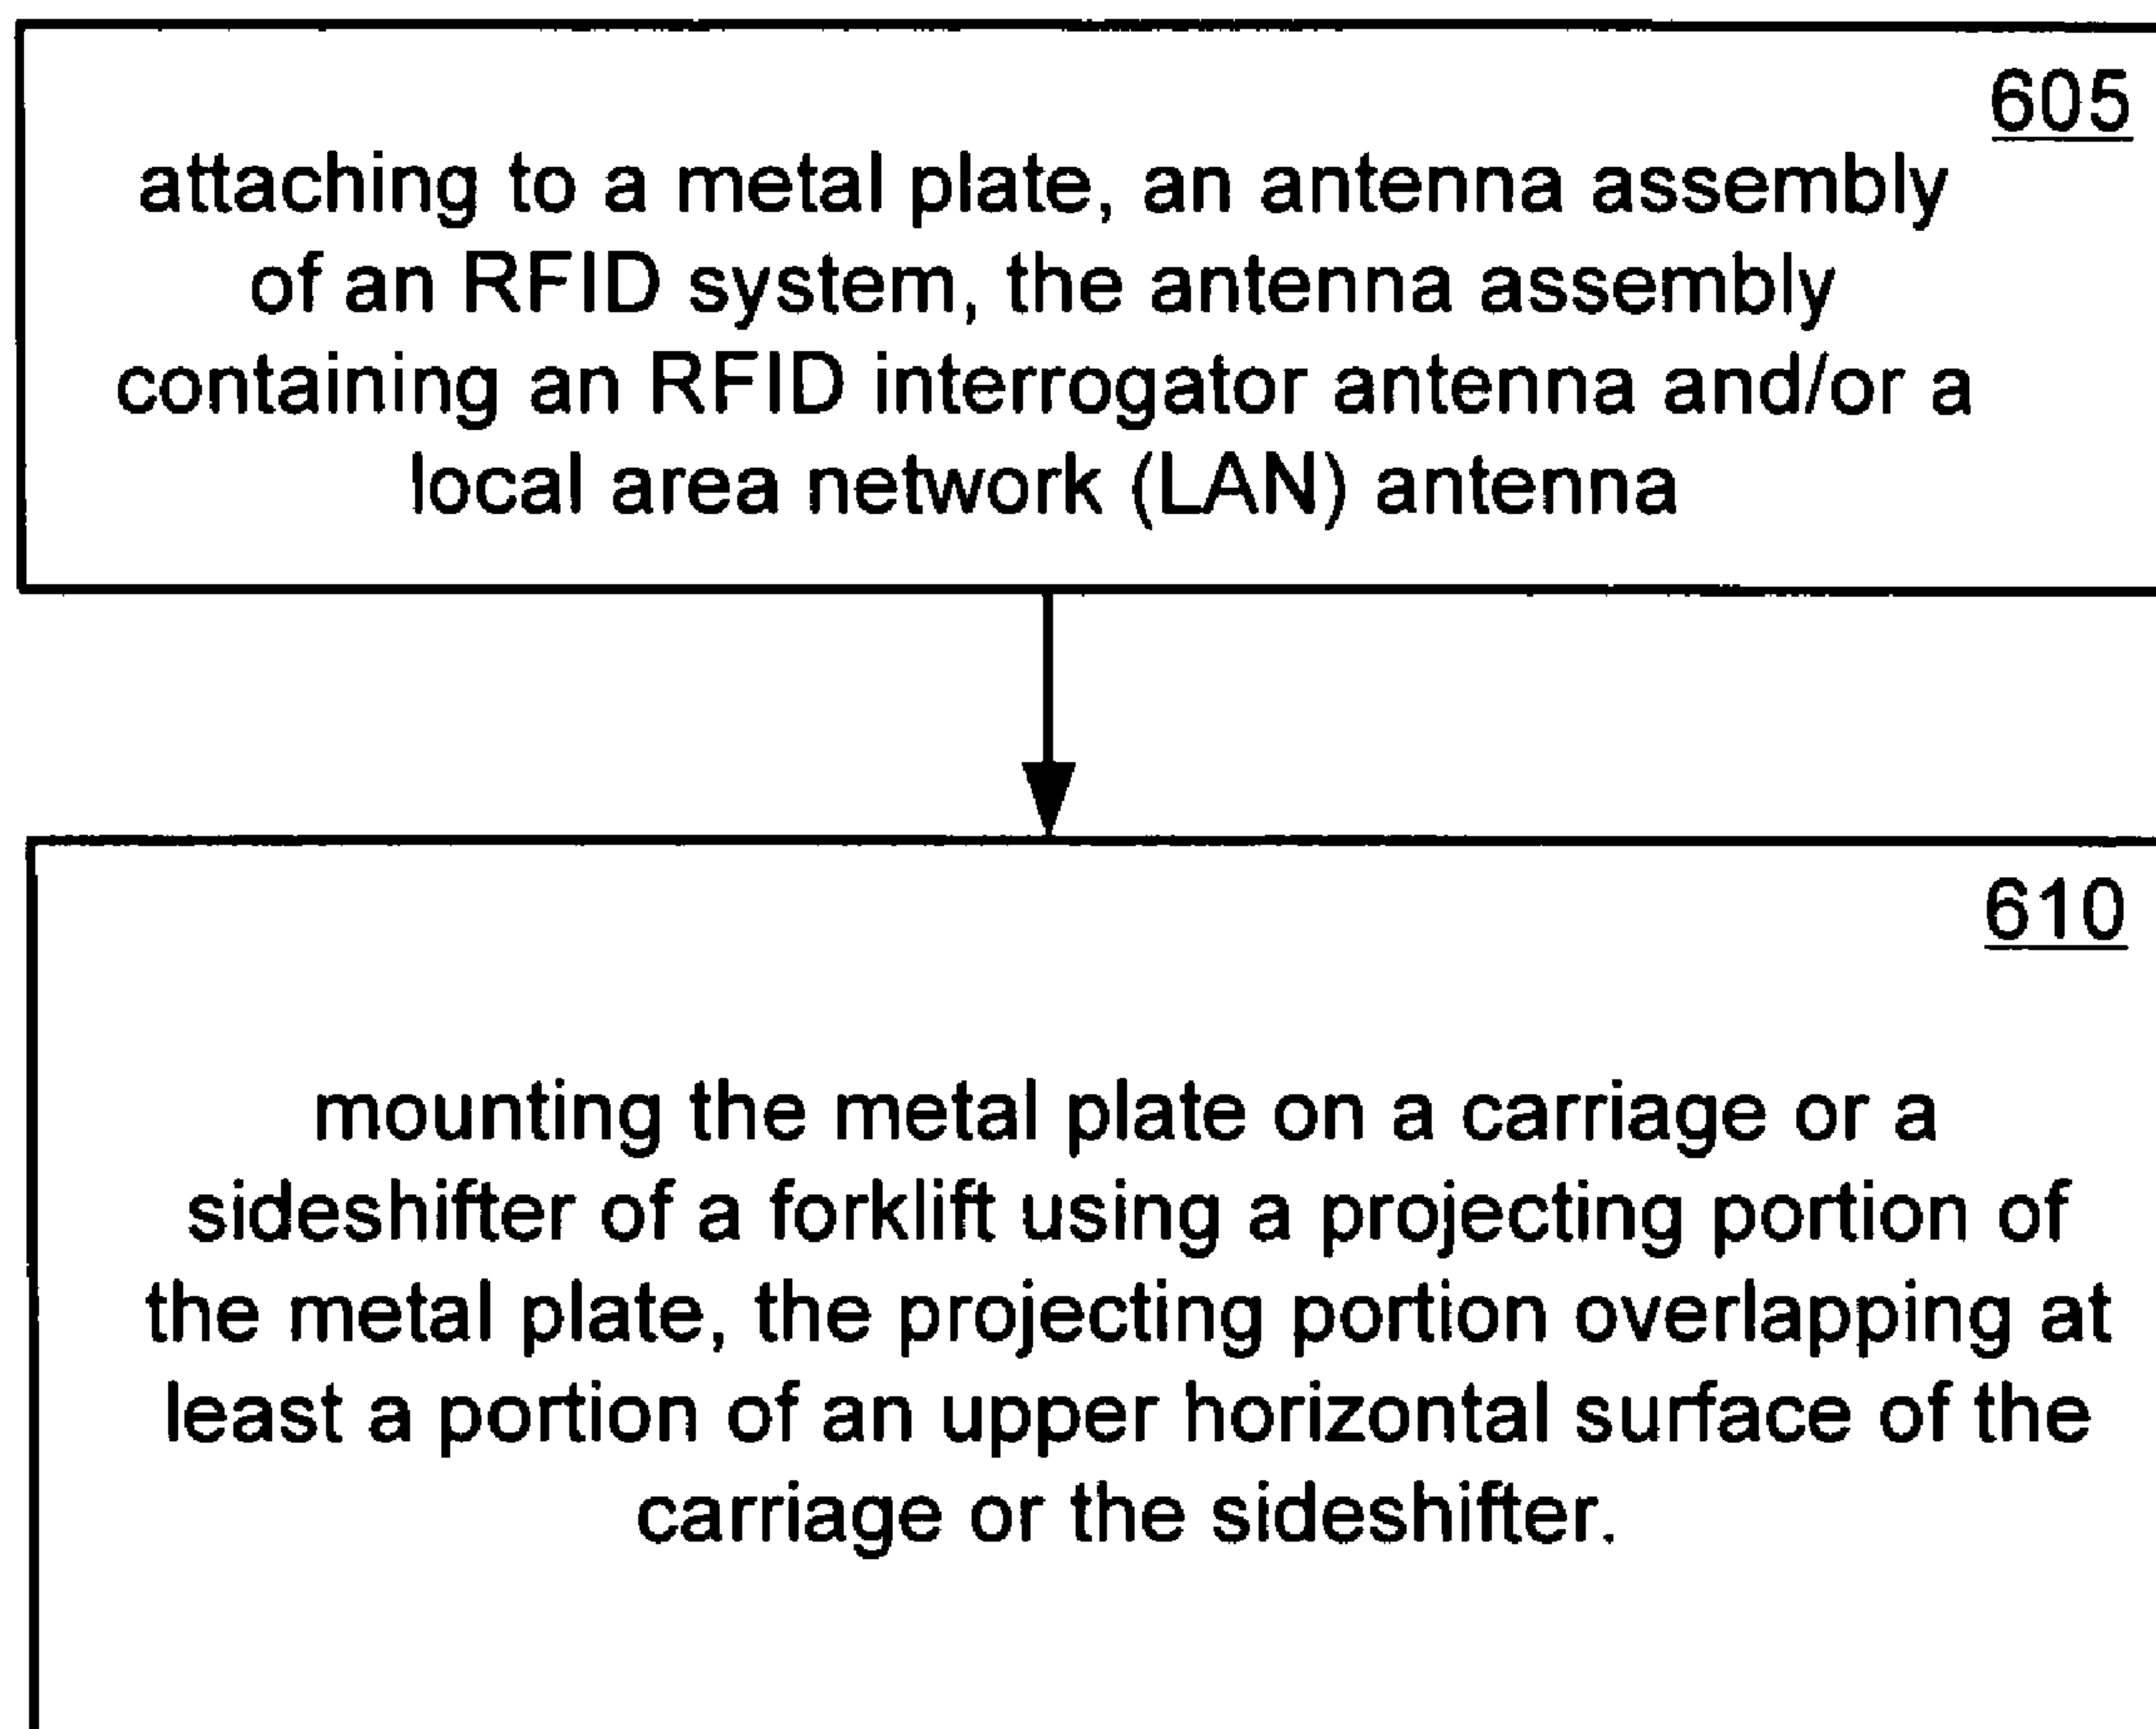 605
attaching to a metal plate, an antenna assembly
of an RFID system, the antenna assembly
containing an RFID interrogator antenna and/or a
local area network (LAN) antenna
610
mounting the metal plate on a carriage or a
sideshifter of a forklift using a projecting portion of
the metal plate, the projecting portion overlapping at
least a portion of an upper horizontal surface of the
carriage or the sideshifter.